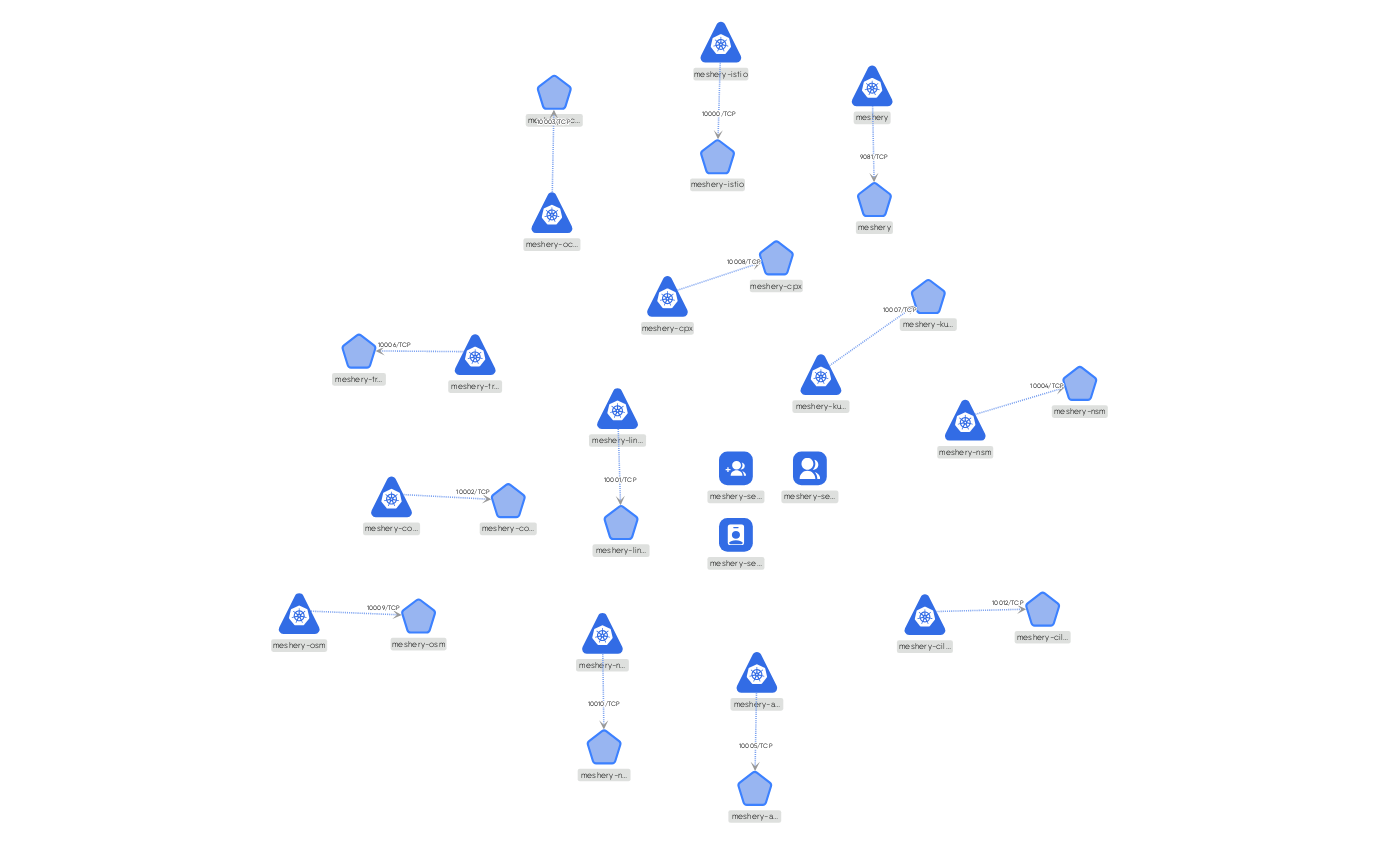 meshery-istio
10000/TCP
meshery-istio
meshery
9081/TCP
meshery
10003/TCP
meshery-oc...
10008/TCP
meshery-cpx
meshery-cpx
10007/TCP
meshery-ku...
meshery-ku...
10006/TCP
meshery-tr...
meshery-tr...
10004/TCP
meshery-nsm
meshery-nsm
meshery-lin...
10001/TCP
meshery-lin...
meshery-se...
meshery-se...
meshery-se...
10002/TCP
meshery-co...
meshery-co...
10009/TCP
meshery-osm
meshery-osm
10012/TCP
meshery-cil...
meshery-cil...
meshery-n...
10010/TCP
meshery-n...
meshery-a...
10005/TCP
meshery-a...